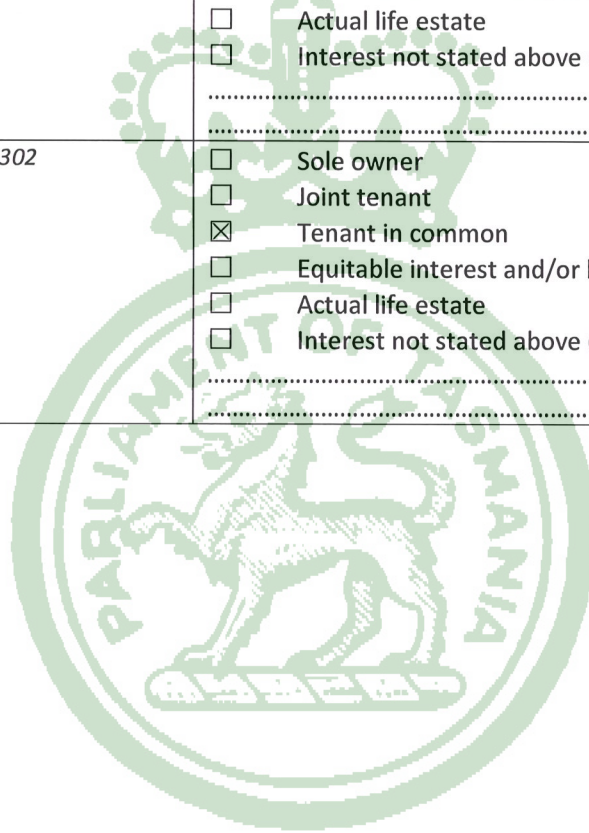 ☐ Actual life estate
☐ Interest not stated above
........................................................
........................................................
302
☐ Sole owner
☐ Joint tenant
☒ Tenant in common
☐ Equitable interest and/or
☐ Actual life estate
☐ Interest not stated above
........................................................
........................................................
PARLIAMENT OF TASMANIA